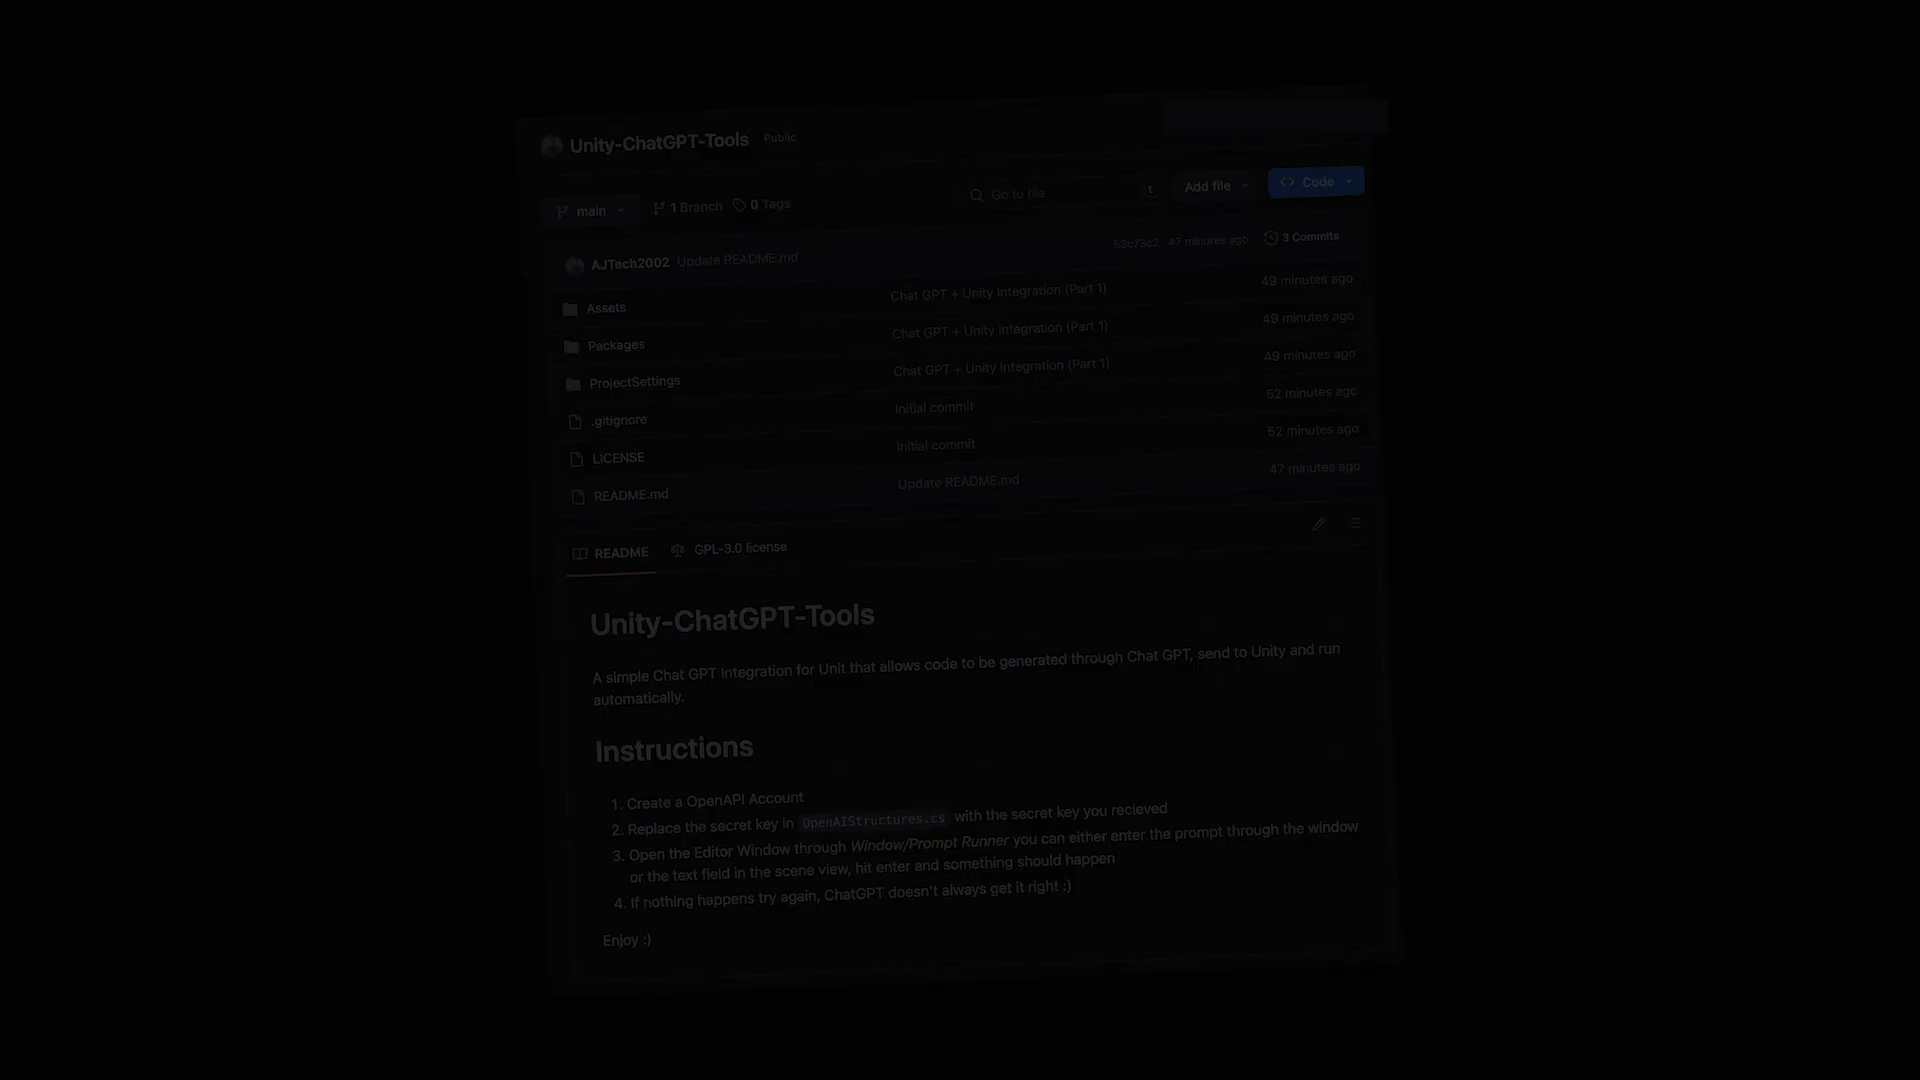 Unity-ChatGPT-Tools Public
main 1 Branch 0 Tags Go to file t Add file Code
AJTech2002 Update README.md 47 minutes ago 3 Commits
Assets Chat GPT + Unity Integration (Part 1) 49 minutes ago
Packages Chat GPT + Unity Integration (Part 1) 49 minutes ago
ProjectSettings Chat GPT + Unity Integration (Part 1) 49 minutes ago
.gitignore Initial commit 52 minutes ago
LICENSE Initial commit 52 minutes ago
README.md Update README.md 47 minutes ago
README GPL-3.0 license
Unity-ChatGPT-Tools
A simple Chat GPT Integration for Unit that allows code to be generated through Chat GPT, send to Unity and run
automatically.
Instructions
1. Create a OpenAPI Account
2. Replace the secret key in OpenAIStructures.cs with the secret key you recieved
3. Open the Editor Window through Window/Prompt Runner you can either enter the prompt through the window
or the text field in the scene view, hit enter and something should happen
4. If nothing happens try again, ChatGPT doesn't always get it right :)
Enjoy :)